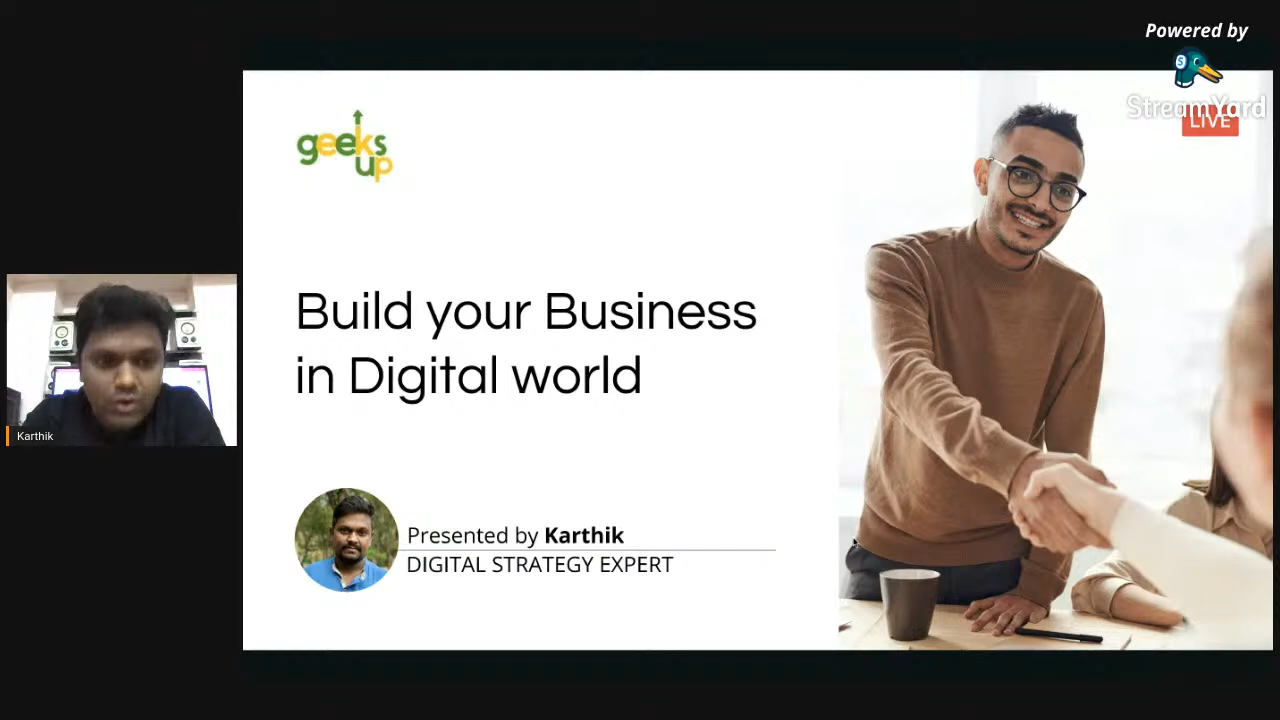 Powered by
StreamYard
LIVE
geeks
up
Build your Business
in Digital world
Karthik
Presented by Karthik
DIGITAL STRATEGY EXPERT